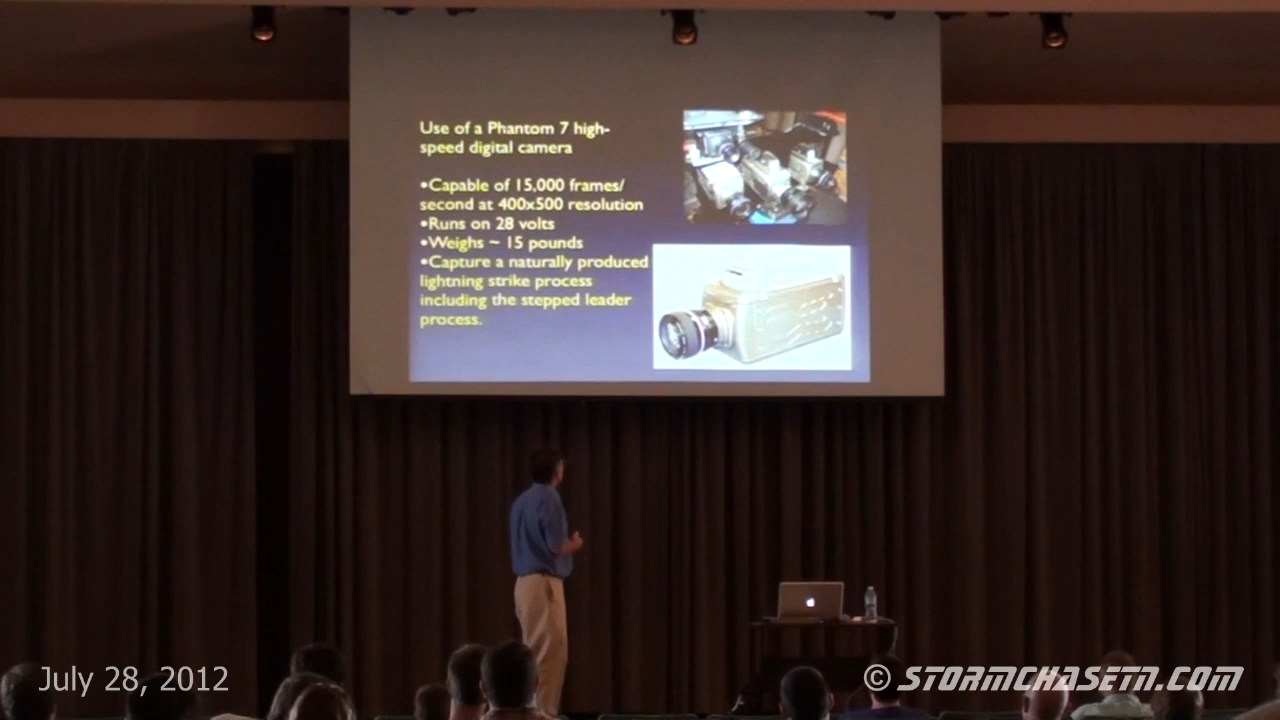 Use of a Phantom 7 high-
speed digital camera
•Capable of 15,000 frames/
second at 400x500 resolution
•Runs on 28 volts
•Weighs ~ 15 pounds
•Capture a naturally produced
lightning strike process
including the stepped leader
process.
July 28, 2012
© STORMCHASETN.COM